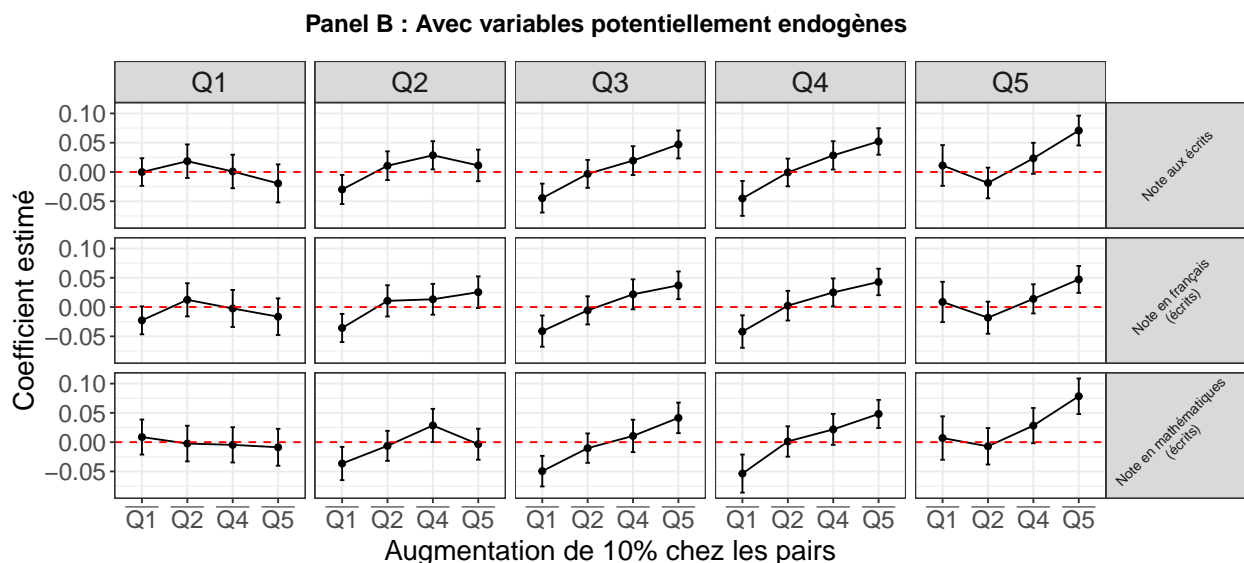 Panel B : Avec variables potentiellement endogènes
Q1 Q2 Q3 Q4 Q5
Coefficient estimé
0.10
0.05
0.00
−0.05
Note aux écrits
0.10
0.05
0.00
−0.05
Note en français
(écrits)
0.10
0.05
0.00
−0.05
Note en mathématiques
(écrits)
Q1 Q2 Q4 Q5 Q1 Q2 Q4 Q5 Q1 Q2 Q4 Q5 Q1 Q2 Q4 Q5 Q1 Q2 Q4 Q5
Augmentation de 10% chez les pairs